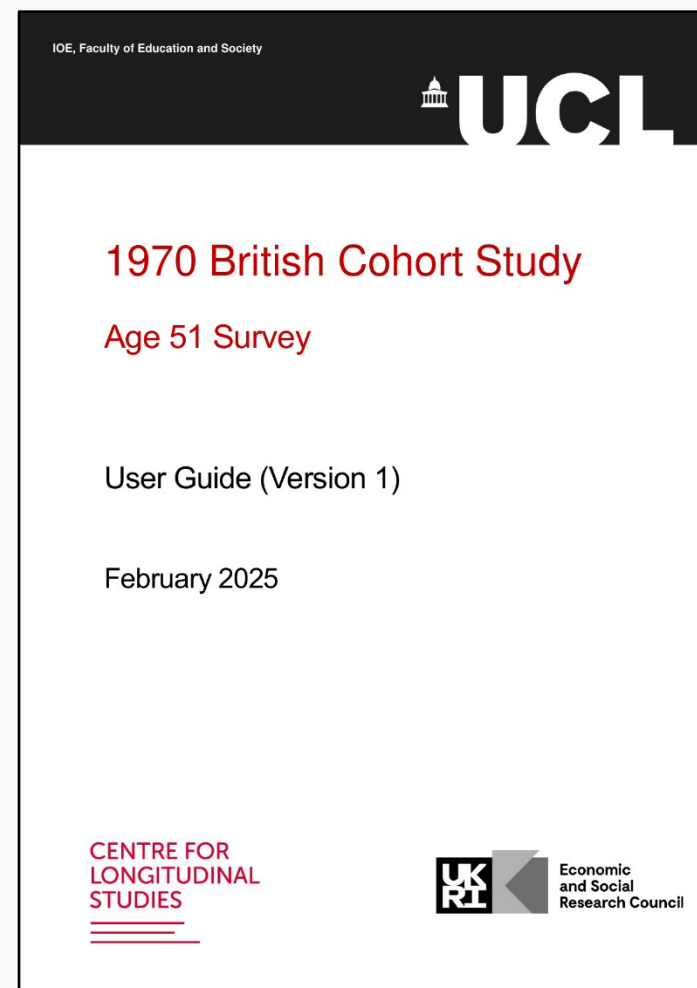 IOE, Faculty of Education and Society
UCL
1970 British Cohort Study
Age 51 Survey
User Guide (Version 1)
February 2025
CENTRE FOR
LONGITUDINAL
STUDIES
UK
RI
Economic
and Social
Research Council